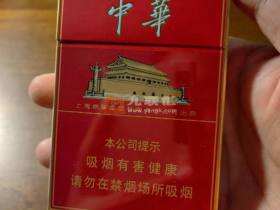 中華
本公司提示
吸烟有害健康
请勿在禁烟场所吸烟